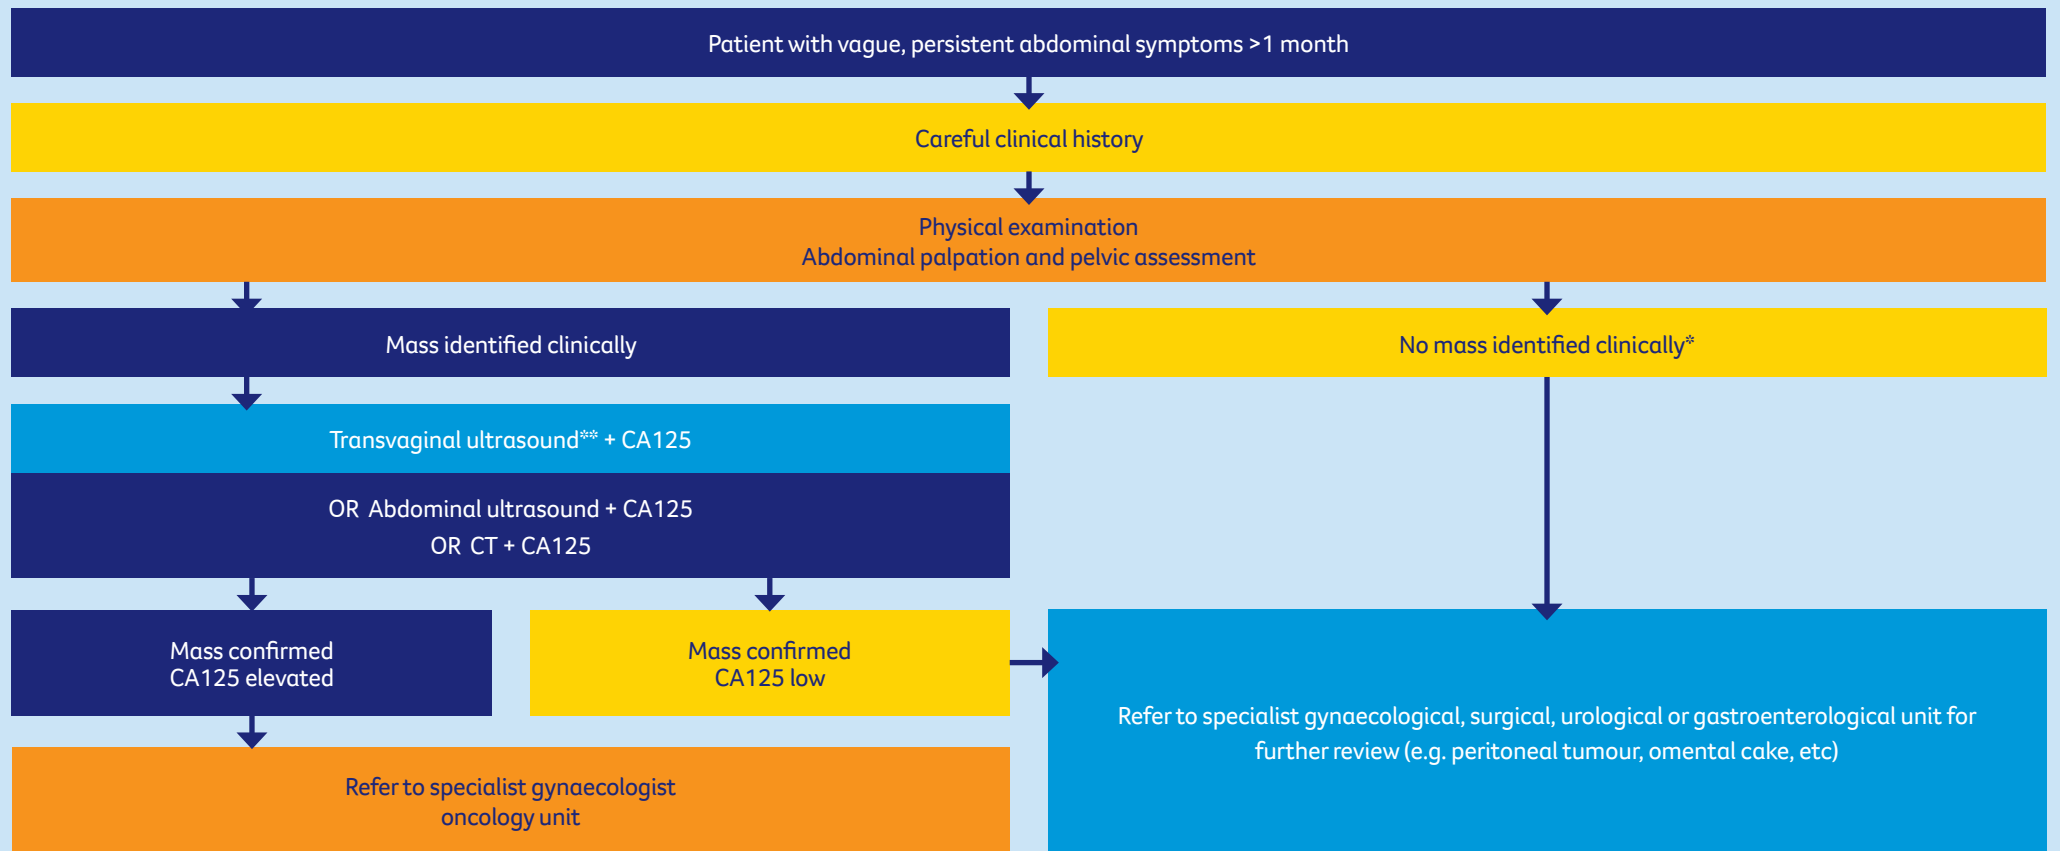 Patient with vague, persistent abdominal symptoms >1 month
Careful clinical history
Physical examination
Abdominal palpation and pelvic assessment
Mass identified clinically
No mass identified clinically*
Transvaginal ultrasound** + CA125
OR Abdominal ultrasound + CA125
OR CT + CA125
Mass confirmed
CA125 elevated
Mass confirmed
CA125 low
Refer to specialist gynaecological, surgical, urological or gastroenterological unit for
further review (e.g. peritoneal tumour, omental cake, etc)
Refer to specialist gynaecologist
oncology unit